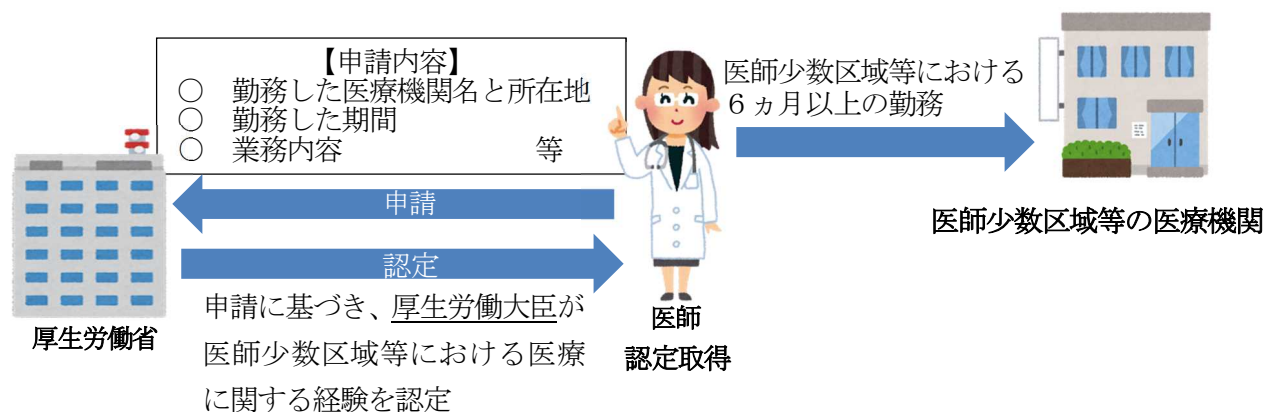 【申請内容】
○ 勤務した医療機関名と所在地
○ 勤務した期間
○ 業務内容 等
医師少数区域等における
６ヵ月以上の勤務
申請
医師少数区域等の医療機関
認定
申請に基づき、厚生労働大臣が
医師少数区域等における医療
に関する経験を認定
厚生労働省
医師
認定取得